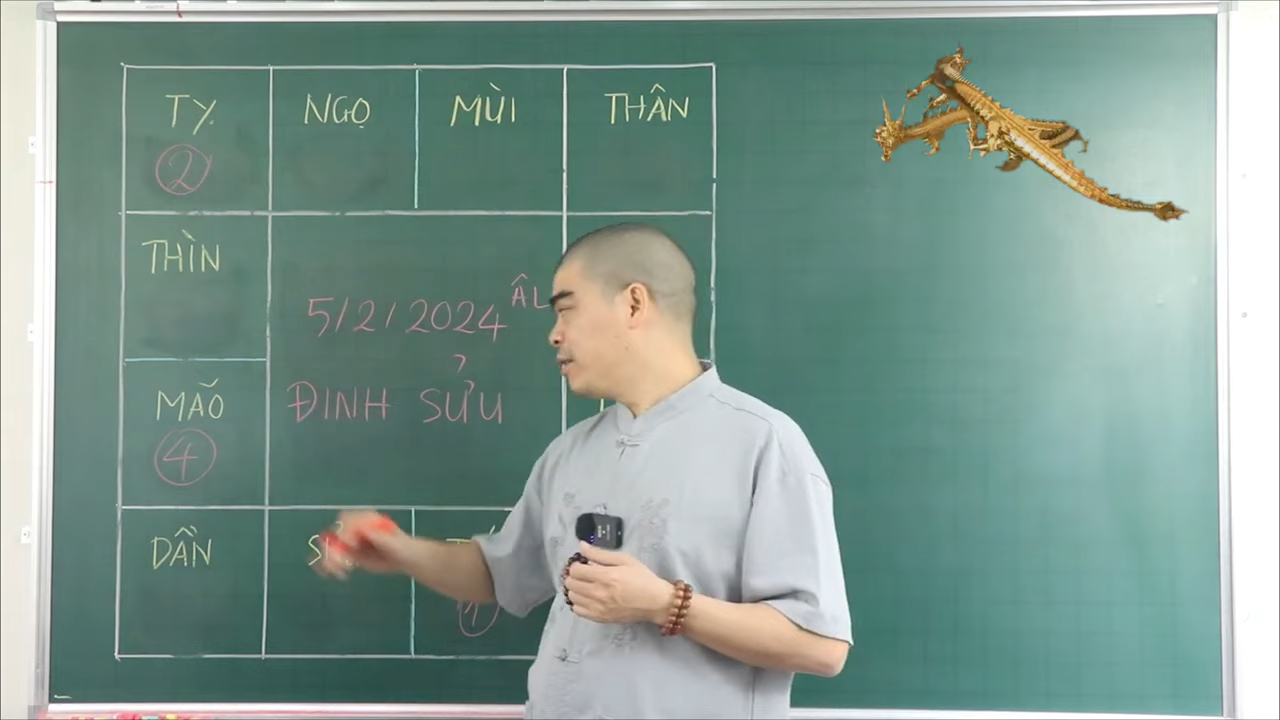 TỴ NGỌ MÙI THÂN
②
THÌN
5/2/2024 ÂL
MÃO ĐINH SỬU
④
DẦN